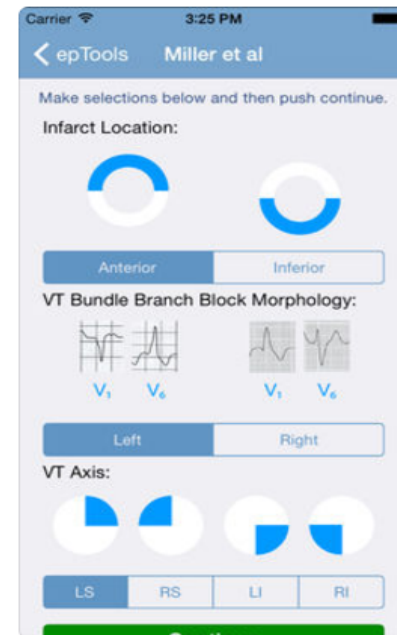 Carrier 3:25 PM
epTools Miller et al
Make selections below and then push continue.
Infarct Location:
Anterior Inferior
VT Bundle Branch Block Morphology:
V₁ V₆ V₁ V₆
Left Right
VT Axis:
LS RS LI RI